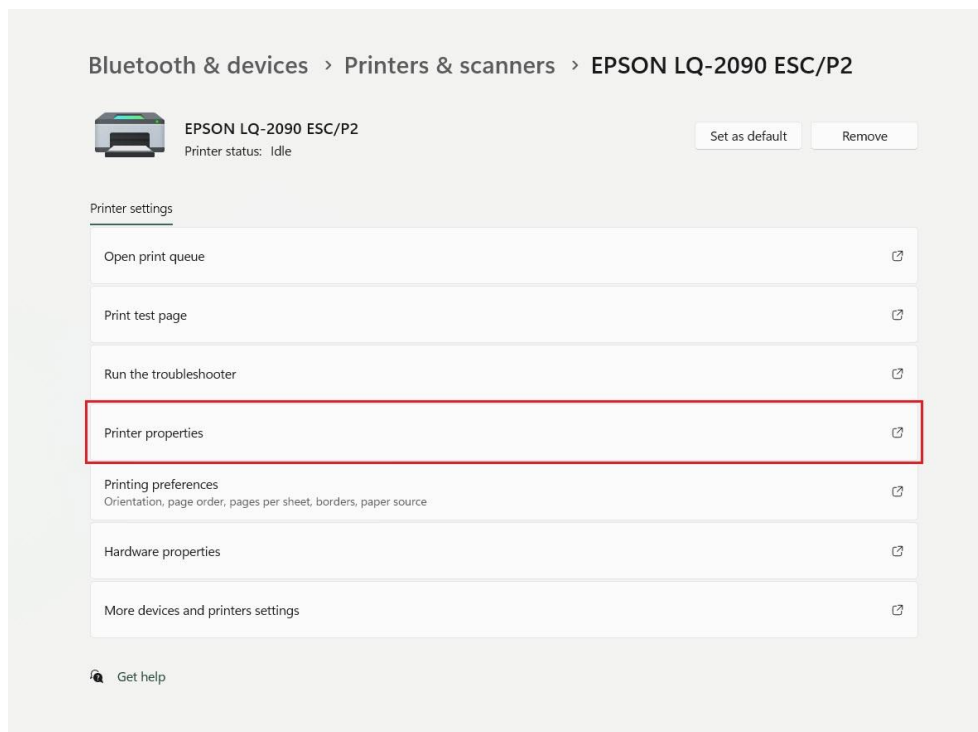 Bluetooth & devices > Printers & scanners > EPSON LQ-2090 ESC/P2
EPSON LQ-2090 ESC/P2
Printer status: Idle
Set as default
Remove
Printer settings
Open print queue
Print test page
Run the troubleshooter
Printer properties
Printing preferences
Orientation, page order, pages per sheet, borders, paper source
Hardware properties
More devices and printers settings
Get help